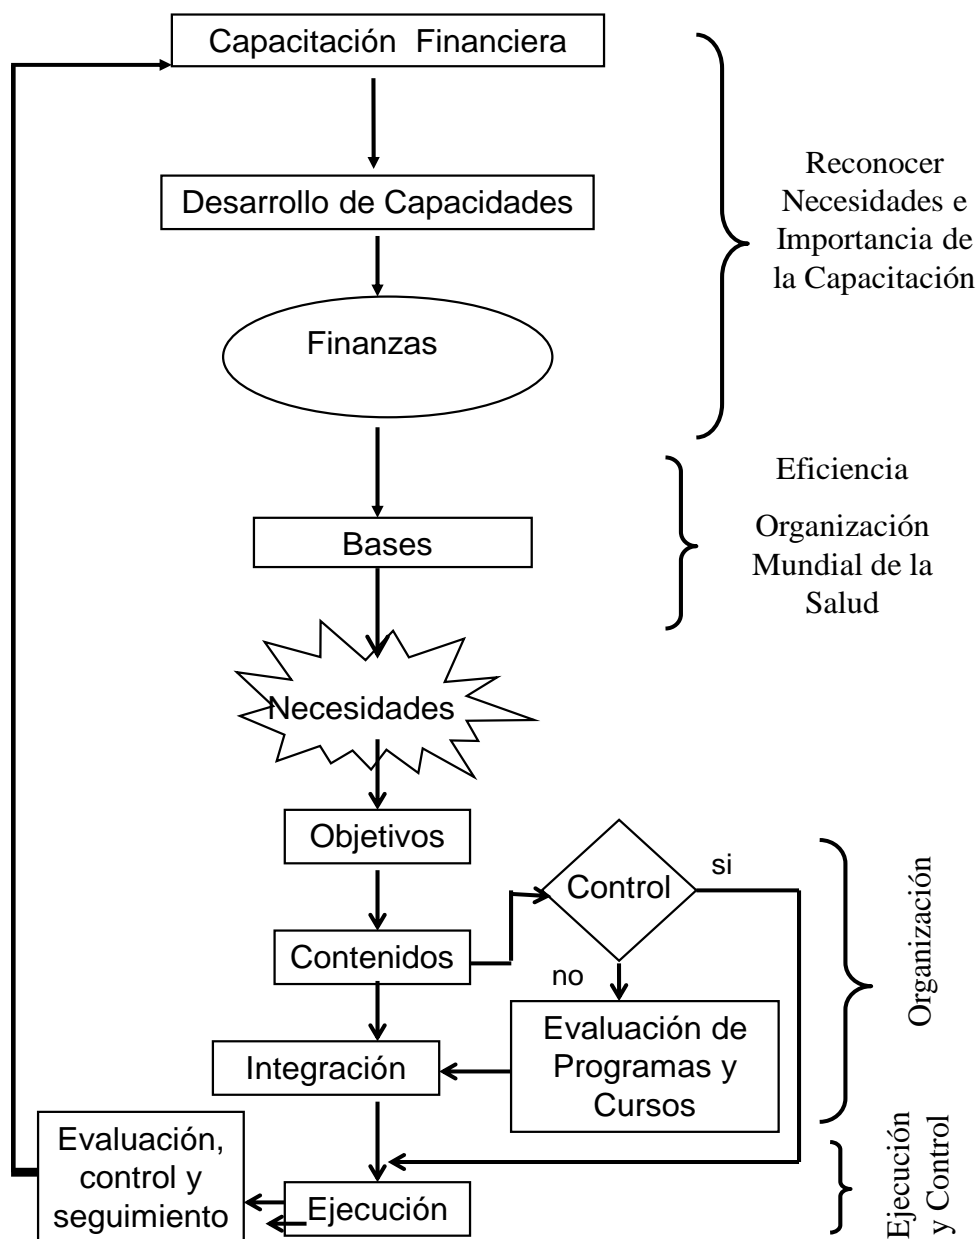 Capacitación Financiera
Desarrollo de Capacidades
Reconocer
Necesidades e
Importancia de
la Capacitación
Finanzas
Eficiencia
Bases
Organización
Mundial de la
Salud
Necesidades
Objetivos
Control
si
Contenidos
no
Organización
Integración
Evaluación de
Programas y
Cursos
Evaluación,
control y
seguimiento
Ejecución
Ejecución
y Control